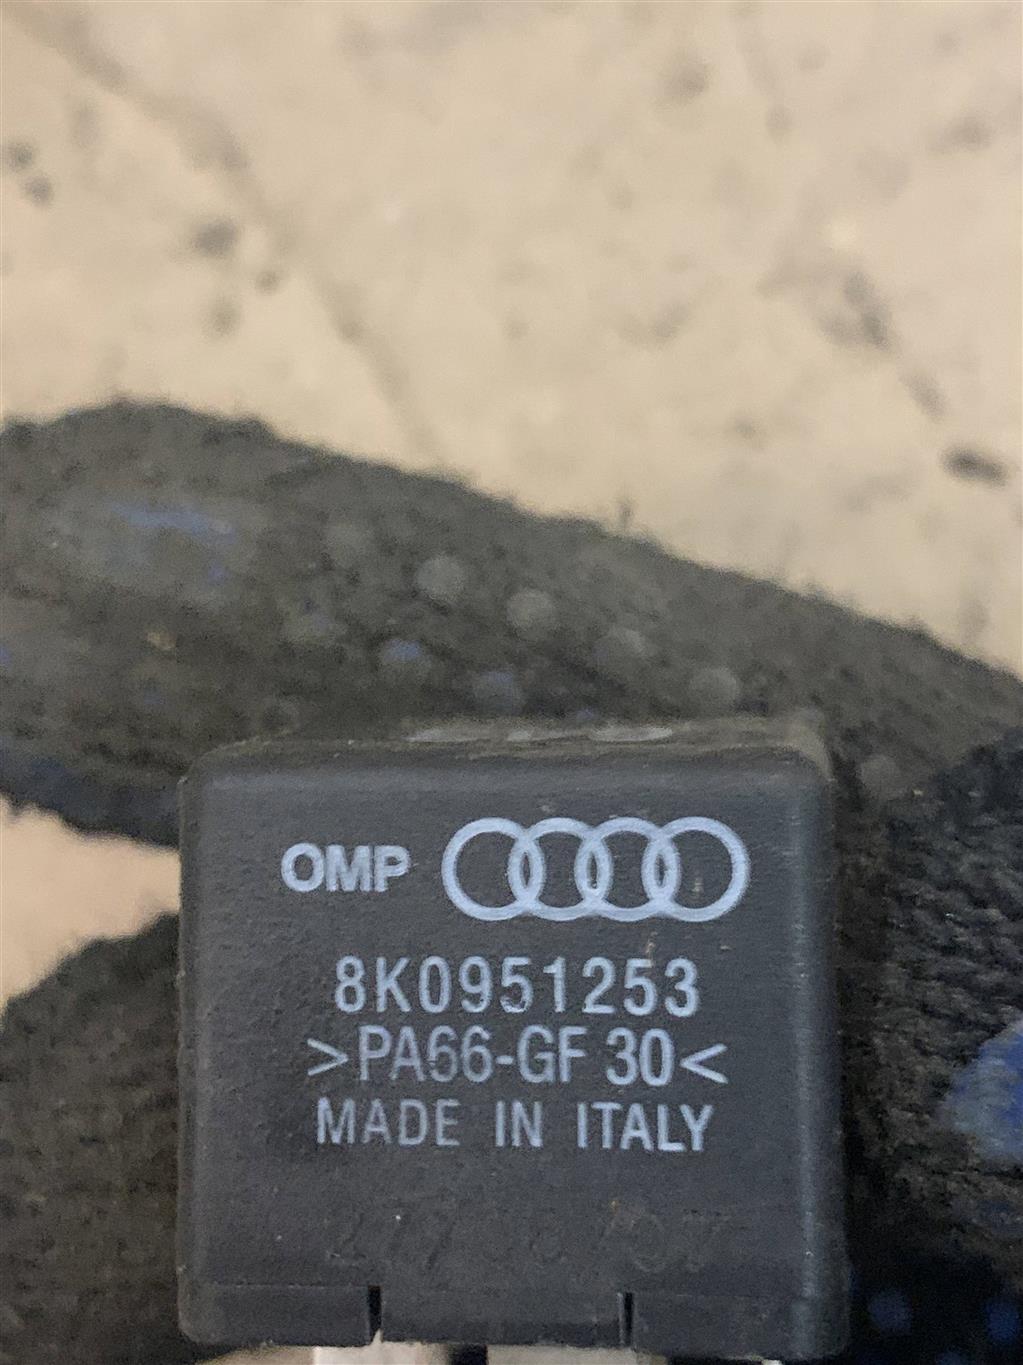 OMP
8K0951253
>PA66-GF 30<
MADE IN ITALY